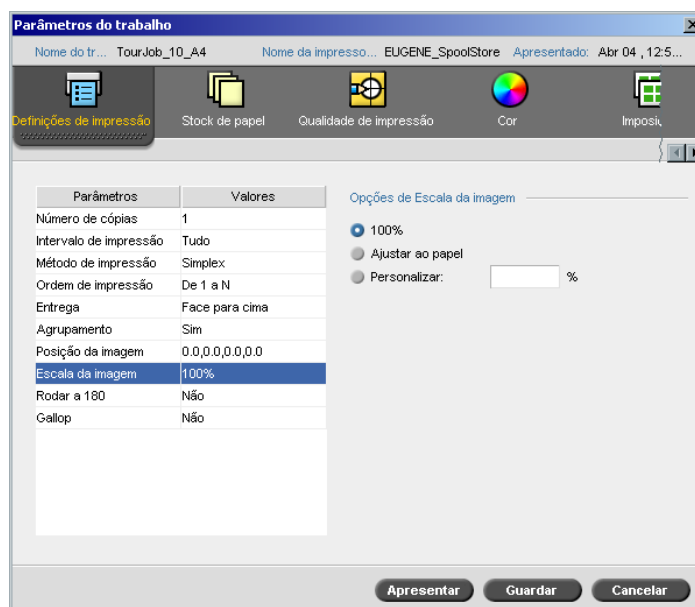 Parâmetros do trabalho
Nome do tr... TourJob_10_A4 Nome da impresso... EUGENE_SpoolStore Apresentado: Abr 04 , 12:5...
Definições de impressão Stock de papel Qualidade de impressão Cor Imposiç
Parâmetros Valores
Número de cópias 1
Intervalo de impressão Tudo
Método de impressão Simplex
Ordem de impressão De 1 a N
Entrega Face para cima
Agrupamento Sim
Posição da imagem 0.0,0.0,0.0,0.0
Escala da imagem 100%
Rodar a 180 Não
Gallop Não
Opções de Escala da imagem
100%
Ajustar ao papel
Personalizar: %
Apresentar Guardar Cancelar